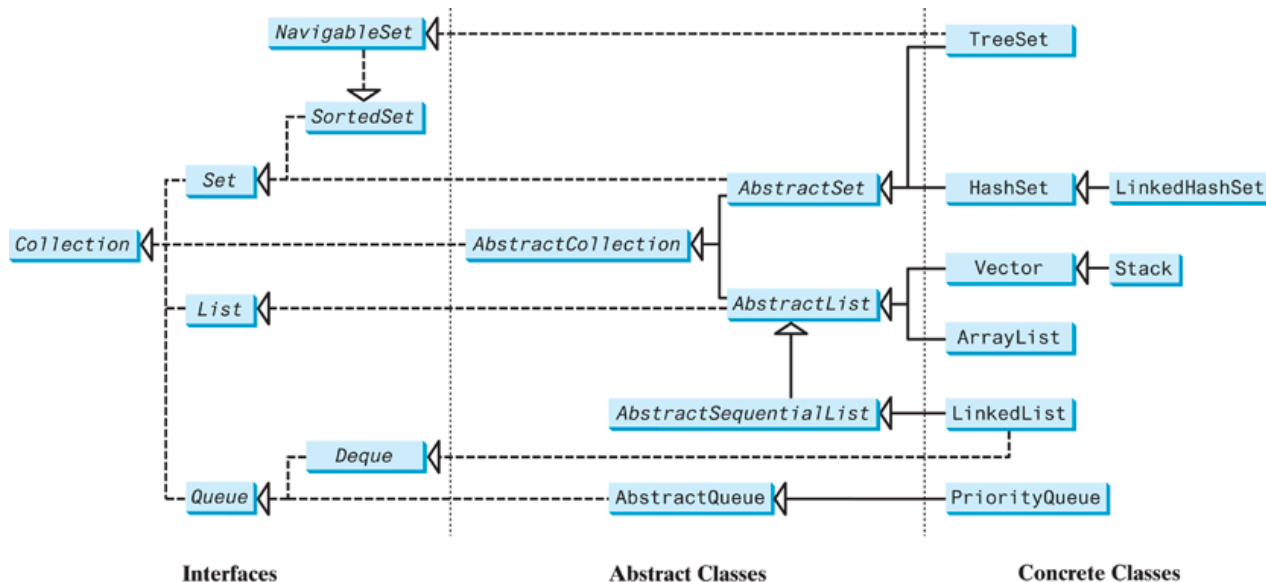 NavigableSet
TreeSet
SortedSet
Set
AbstractSet
HashSet
LinkedHashSet
Collection
AbstractCollection
Vector
Stack
List
AbstractList
ArrayList
AbstractSequentialList
LinkedList
Deque
Queue
AbstractQueue
PriorityQueue
Interfaces
Abstract Classes
Concrete Classes